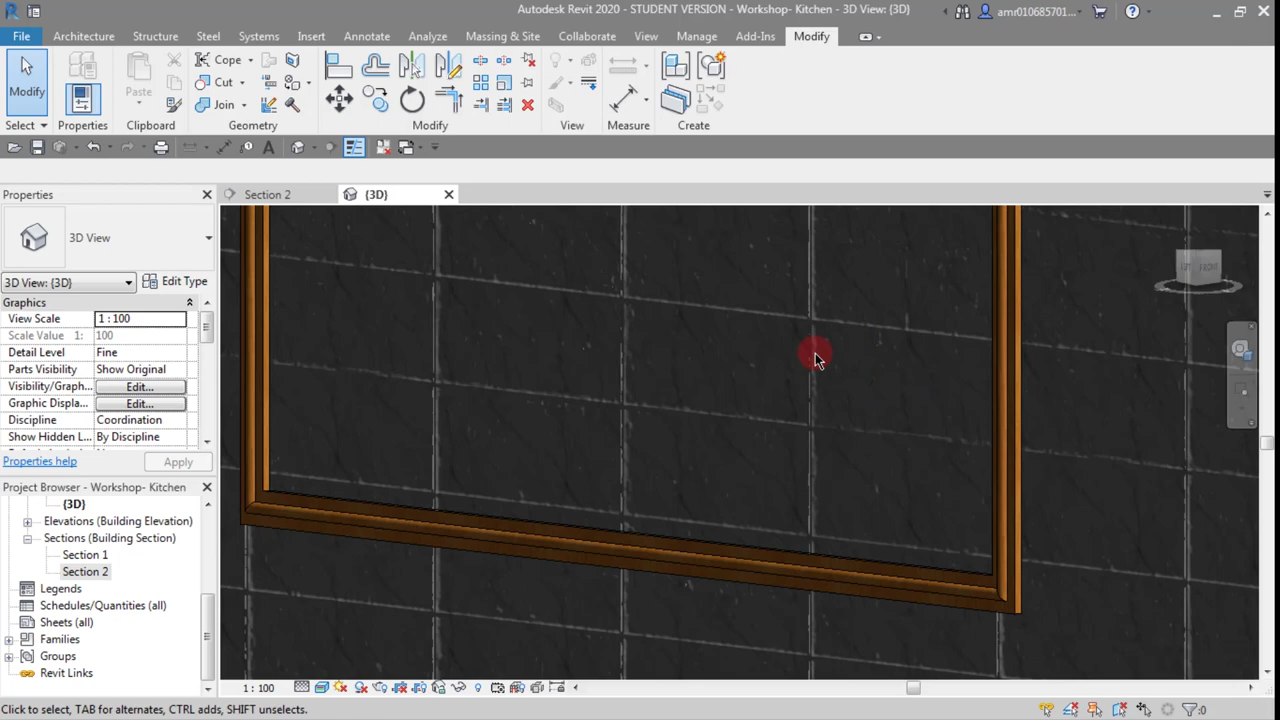 Autodesk Revit 2020 - STUDENT VERSION - Workshop- Kitchen - 3D View: {3D}
amr010685701...
File Architecture Structure Steel Systems Insert Annotate Analyze Massing & Site Collaborate View Manage Add-Ins Modify
Modify
Paste
Cope
Cut
Join
Select Properties Clipboard Geometry Modify View Measure Create
Properties
Section 2
{3D}
3D View
3D View: {3D}
Edit Type
Graphics
View Scale 1 : 100
Scale Value 1: 100
Detail Level Fine
Parts Visibility Show Original
Visibility/Graph... Edit...
Graphic Displa... Edit...
Discipline Coordination
Show Hidden L... By Discipline
Properties help
Apply
Project Browser - Workshop- Kitchen
{3D}
Elevations (Building Elevation)
Sections (Building Section)
Section 1
Section 2
Legends
Schedules/Quantities (all)
Sheets (all)
Families
Groups
Revit Links
FRONT
1 : 100
Click to select, TAB for alternates, CTRL adds, SHIFT unselects.
:0